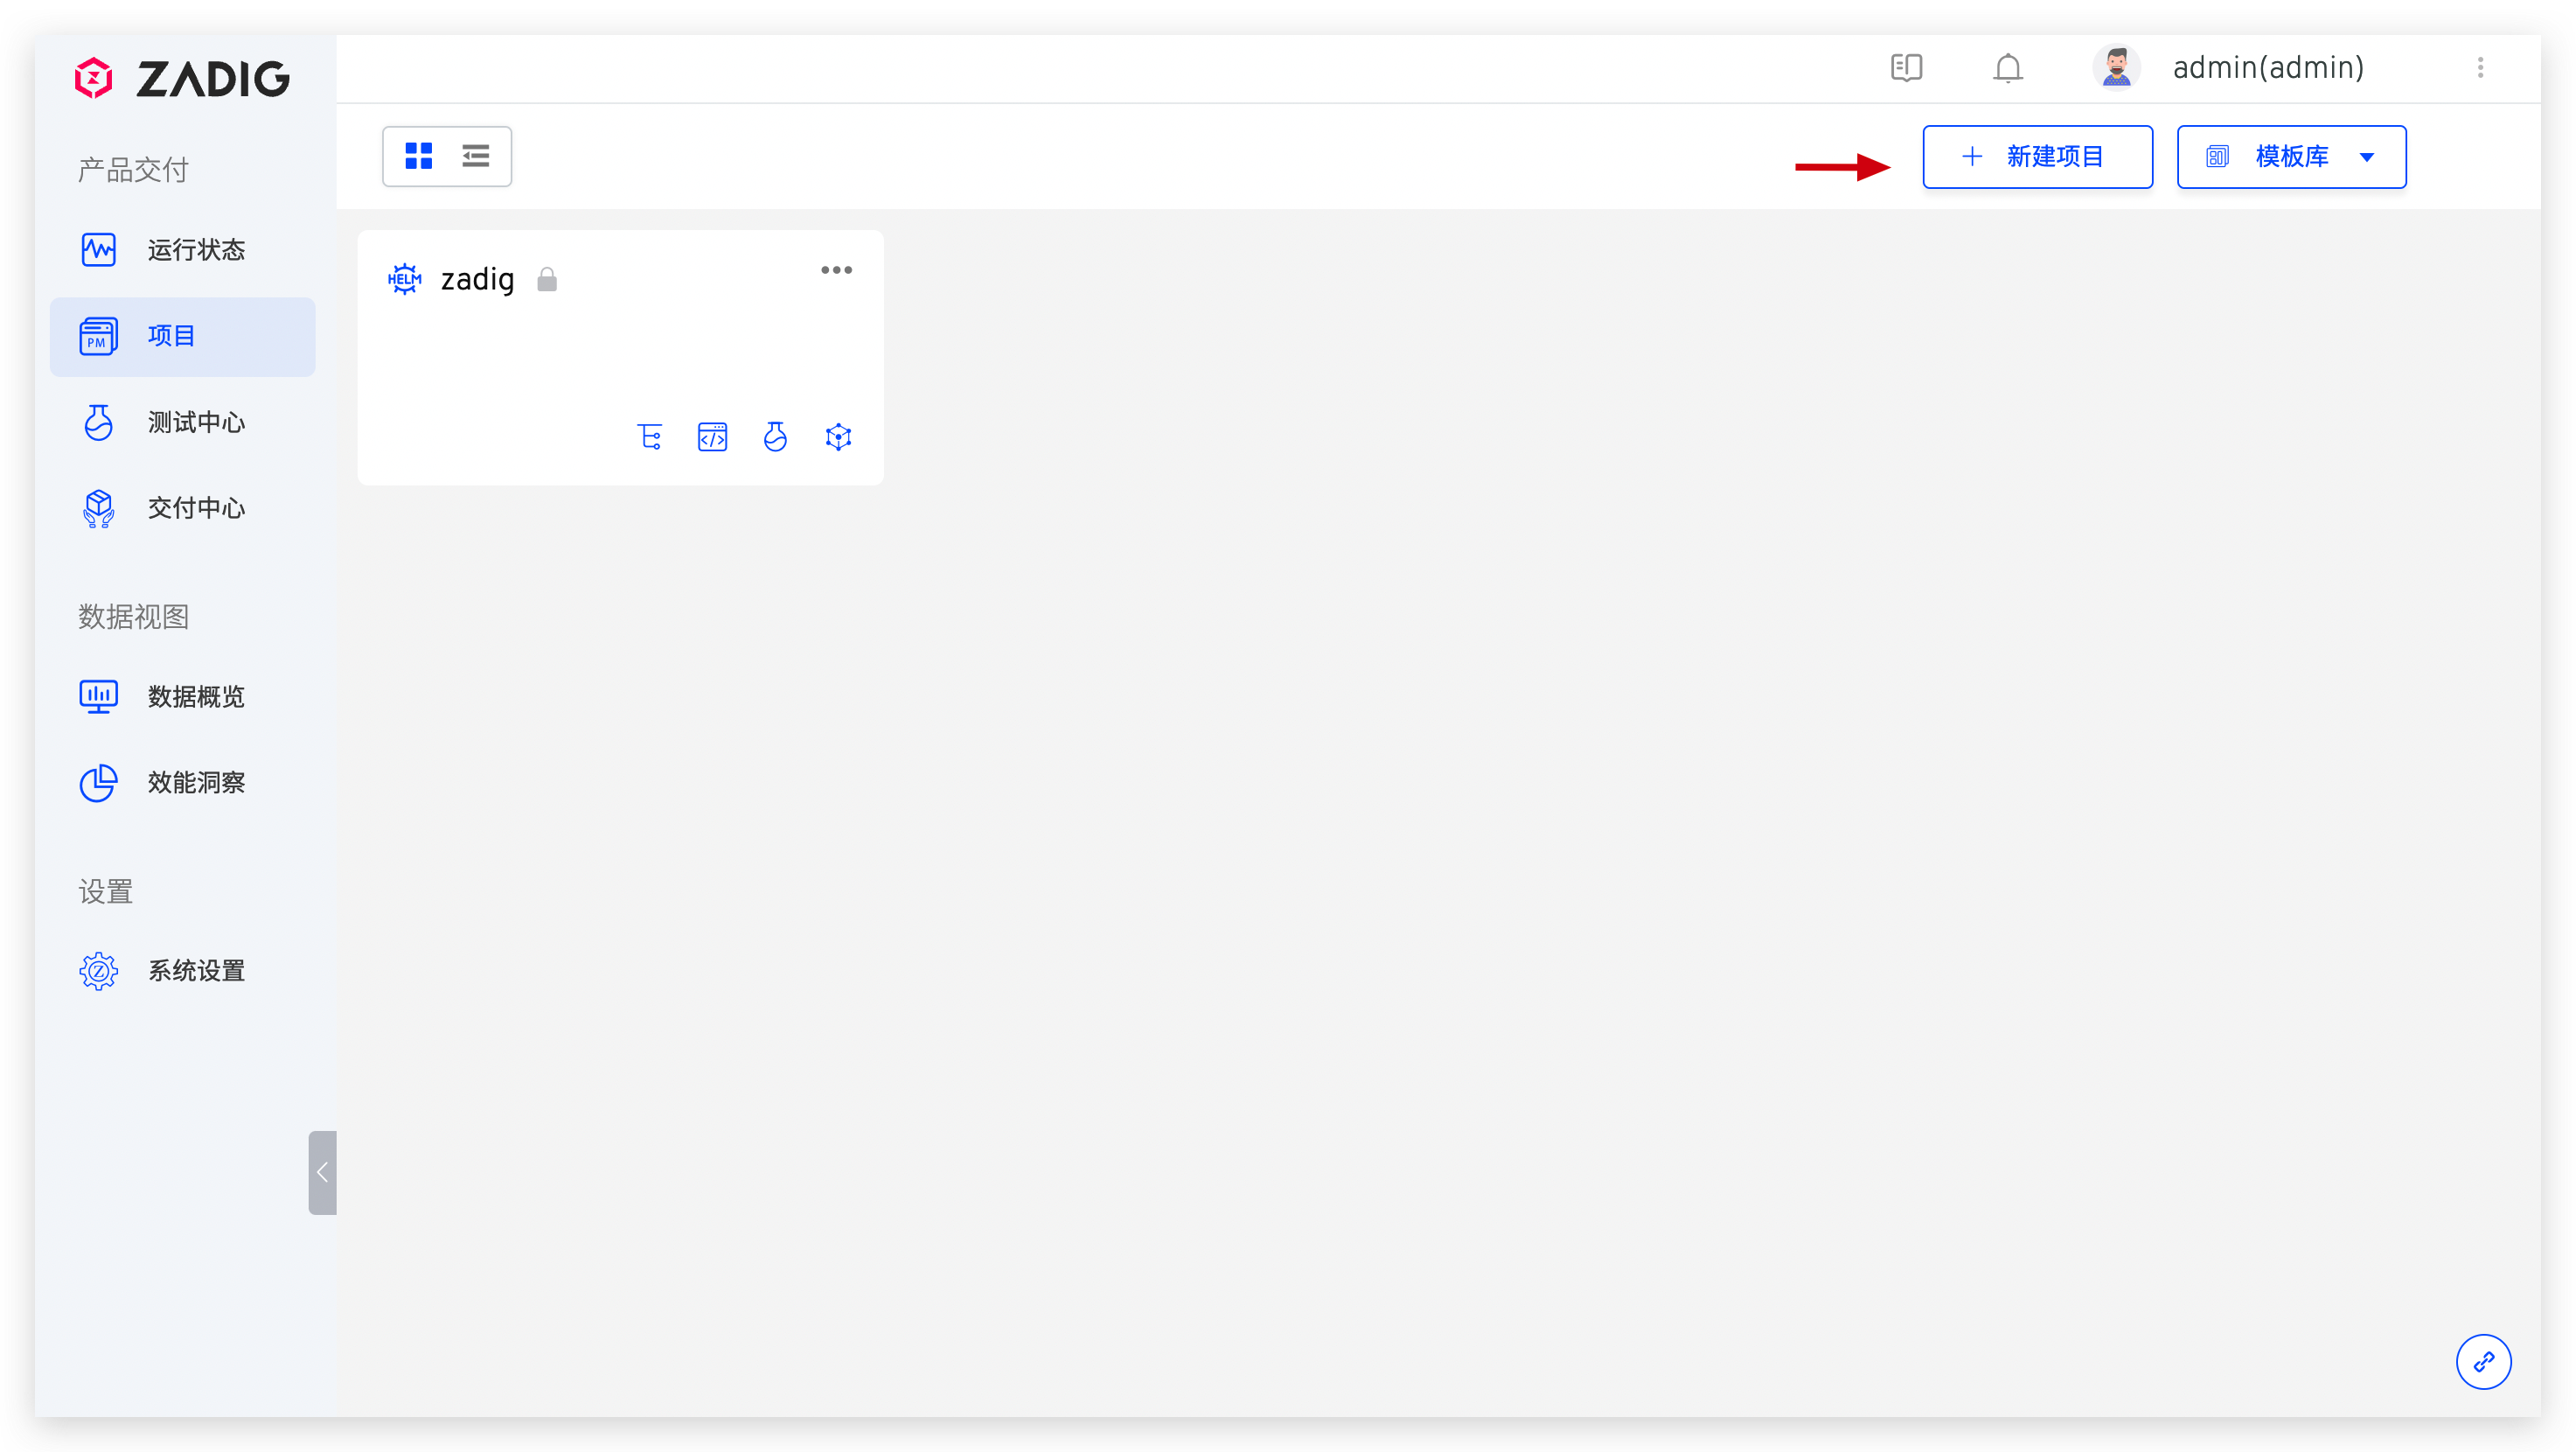 ZADIG
admin(admin)
产品交付
新建项目
模板库
运行状态
HELM
zadig
PM
项目
测试中心
交付中心
数据视图
数据概览
效能洞察
设置
Z
系统设置